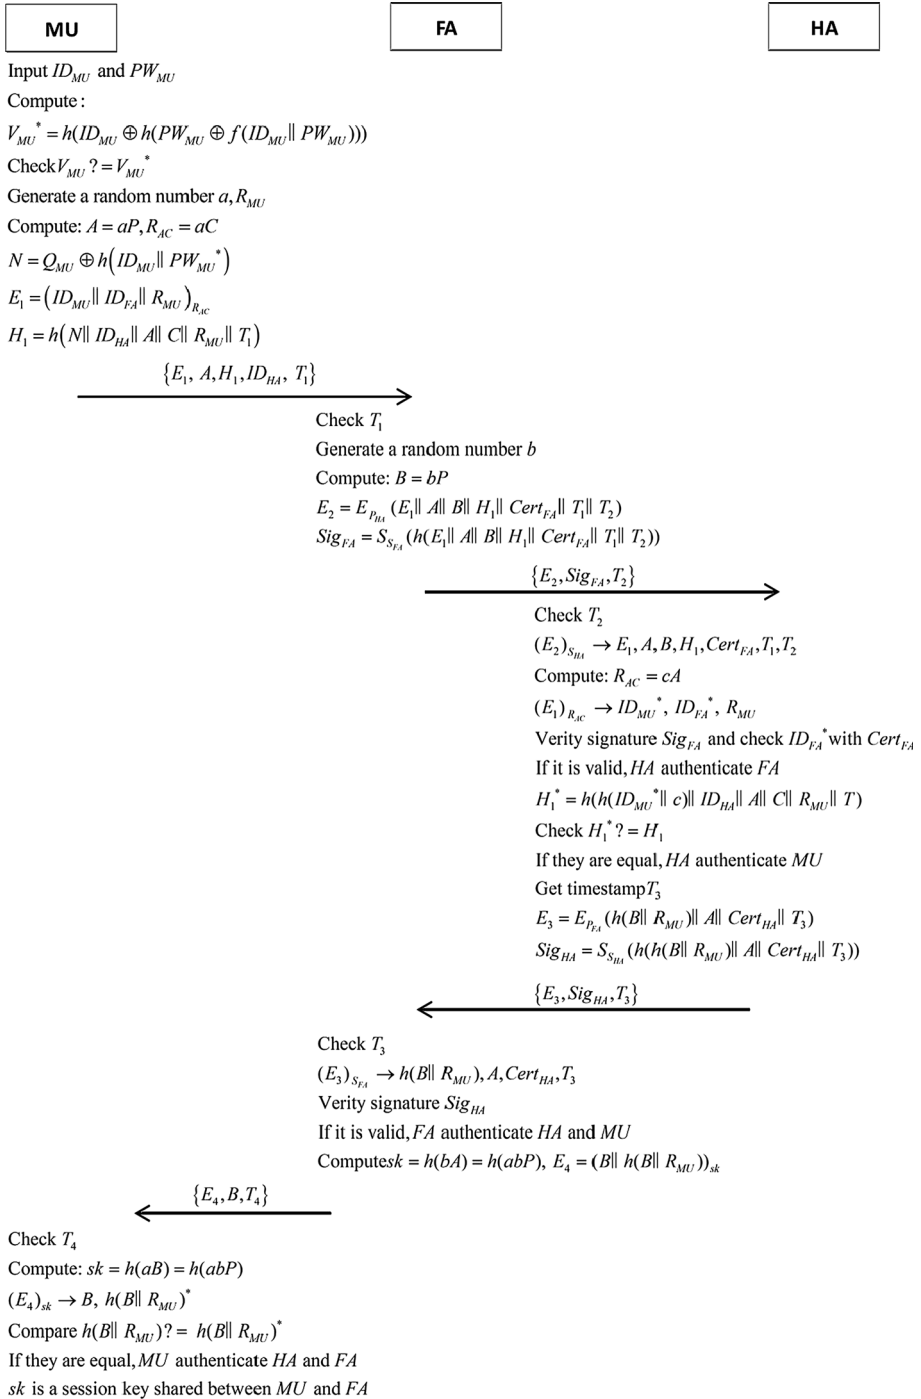 MU
FA
HA
Input ID_MU and PW_MU
Compute :
V_MU* = h(ID_MU ⊕ h(PW_MU ⊕ f(ID_MU || PW_MU)))
Check V_MU ? = V_MU*
Generate a random number a, R_MU
Compute: A = aP, R_AC = aC
N = Q_MU ⊕ h(ID_MU || PW_MU*)
E_1 = (ID_MU || ID_FA || R_MU)_R_AC
H_1 = h(N || ID_HA || A || C || R_MU || T_1)
{E_1, A, H_1, ID_HA, T_1}
Check T_1
Generate a random number b
Compute: B = bP
E_2 = E_P_HA (E_1 || A || B || H_1 || Cert_FA || T_1 || T_2)
Sig_FA = S_S_FA (h(E_1 || A || B || H_1 || Cert_FA || T_1 || T_2))
{E_2, Sig_FA, T_2}
Check T_2
(E_2)_S_HA → E_1, A, B, H_1, Cert_FA, T_1, T_2
Compute: R_AC = cA
(E_1)_R_AC → ID_MU*, ID_FA*, R_MU
Verity signature Sig_FA and check ID_FA* with Cert_FA
If it is valid, HA authenticate FA
H_1* = h(h(ID_MU* || c) || ID_HA || A || C || R_MU || T)
Check H_1* ? = H_1
If they are equal, HA authenticate MU
Get timestamp T_3
E_3 = E_P_FA (h(B || R_MU) || A || Cert_HA || T_3)
Sig_HA = S_S_HA (h(h(B || R_MU) || A || Cert_HA || T_3))
{E_3, Sig_HA, T_3}
Check T_3
(E_3)_S_FA → h(B || R_MU), A, Cert_HA, T_3
Verity signature Sig_HA
If it is valid, FA authenticate HA and MU
Compute sk = h(bA) = h(abP), E_4 = (B || h(B || R_MU))_sk
{E_4, B, T_4}
Check T_4
Compute: sk = h(aB) = h(abP)
(E_4)_sk → B, h(B || R_MU)*
Compare h(B || R_MU) ? = h(B || R_MU)*
If they are equal, MU authenticate HA and FA
sk is a session key shared between MU and FA